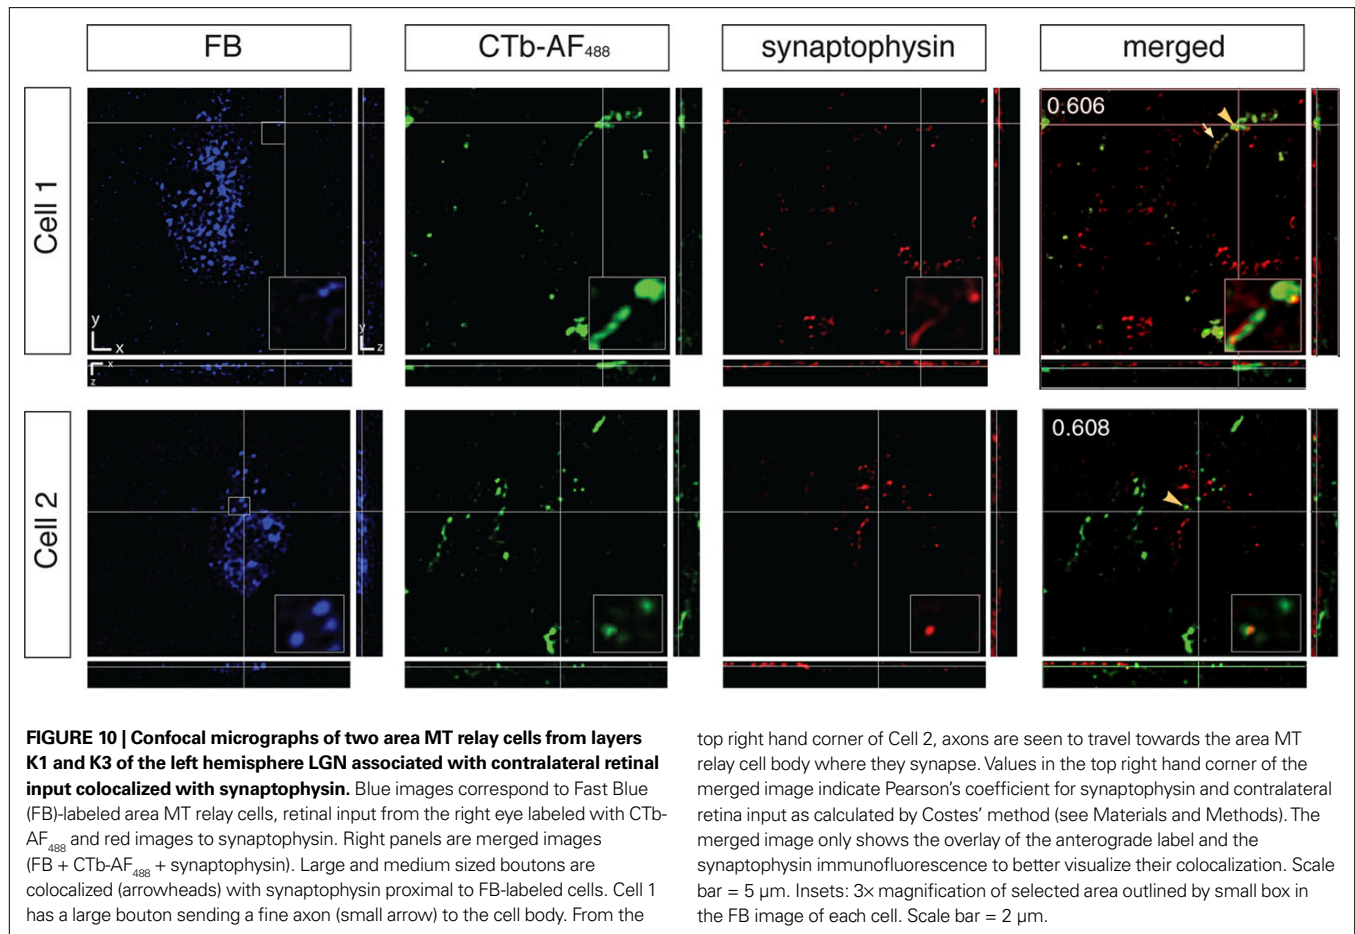 FB
CTb-AF488
synaptophysin
merged
Cell 1
0.606
y
x
y
z
x
z
Cell 2
0.608
FIGURE 10 | Confocal micrographs of two area MT relay cells from layers
K1 and K3 of the left hemisphere LGN associated with contralateral retinal
input colocalized with synaptophysin. Blue images correspond to Fast Blue
(FB)-labeled area MT relay cells, retinal input from the right eye labeled with CTb-
AF488 and red images to synaptophysin. Right panels are merged images
(FB + CTb-AF488 + synaptophysin). Large and medium sized boutons are
colocalized (arrowheads) with synaptophysin proximal to FB-labeled cells. Cell 1
has a large bouton sending a fine axon (small arrow) to the cell body. From the
top right hand corner of Cell 2, axons are seen to travel towards the area MT
relay cell body where they synapse. Values in the top right hand corner of the
merged image indicate Pearson's coefficient for synaptophysin and contralateral
retina input as calculated by Costes' method (see Materials and Methods). The
merged image only shows the overlay of the anterograde label and the
synaptophysin immunofluorescence to better visualize their colocalization. Scale
bar = 5 µm. Insets: 3× magnification of selected area outlined by small box in
the FB image of each cell. Scale bar = 2 µm.